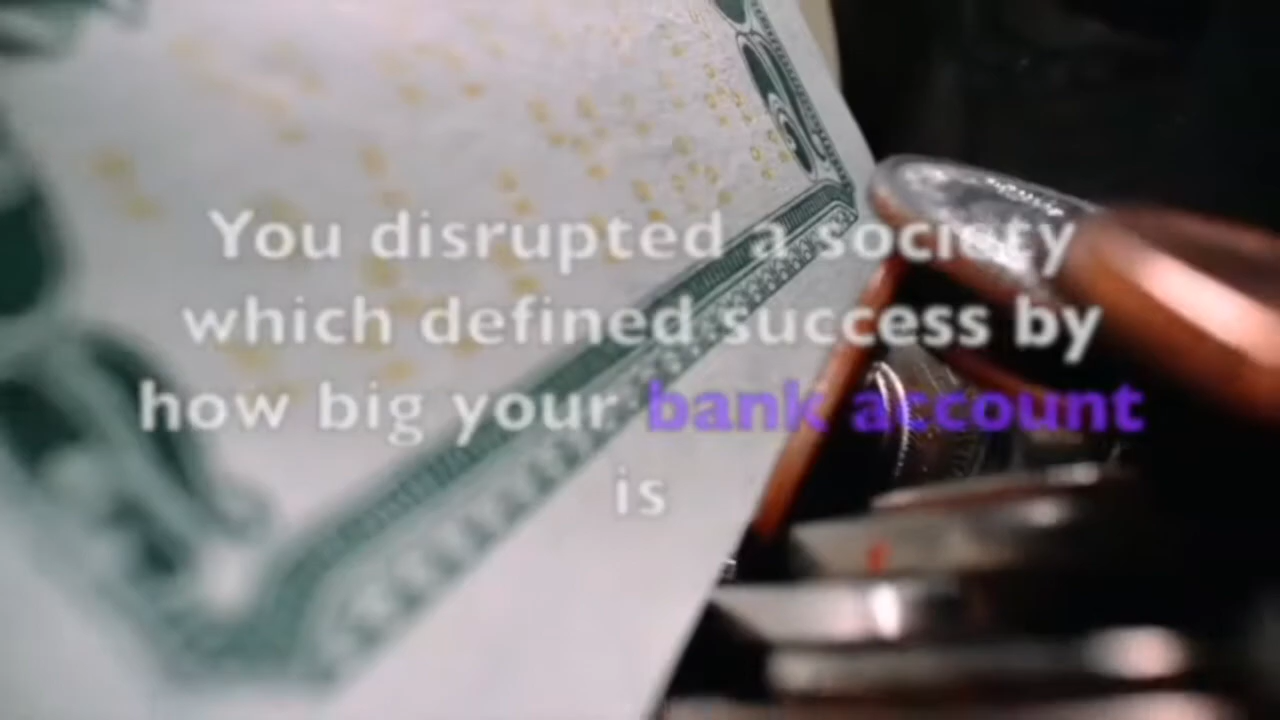 You disrupted a society
which defined success by
how big your bank account
is